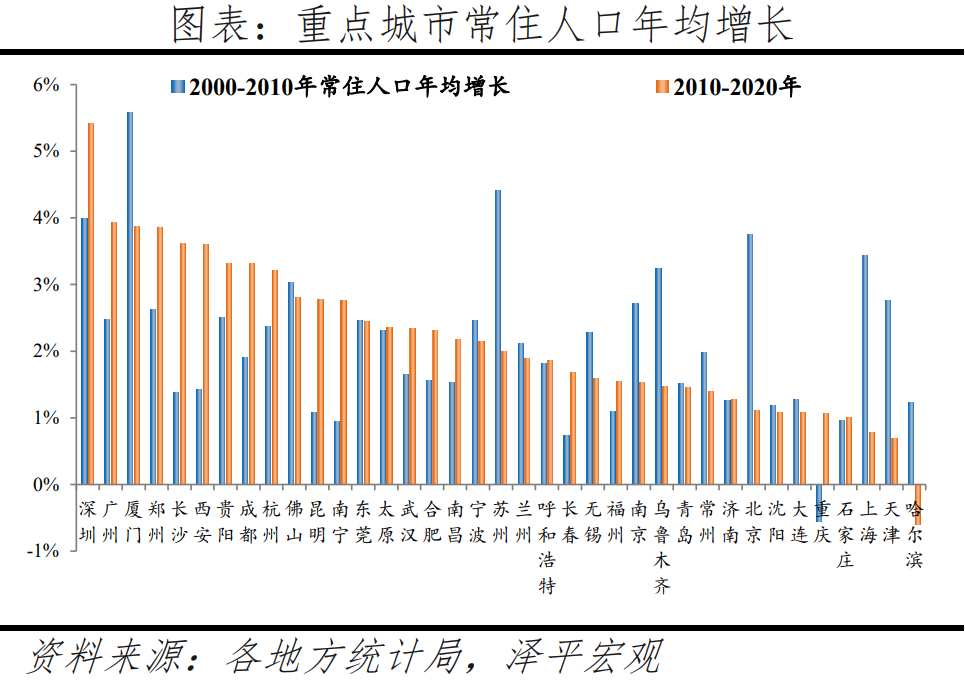 图表：重点城市常住人口年均增长
2000-2010年常住人口年均增长
2010-2020年
6%
5%
4%
3%
2%
1%
0%
-1%
深圳
广州
厦门
郑州
长沙
西安
贵阳
成都
杭州
佛山
昆明
南宁
东莞
太原
武汉
合肥
南昌
宁波
苏州
兰州
呼和浩特
长春
无锡
福州
南京
乌鲁木齐
青岛
常州
济南
北京
沈阳
大连
重庆
石家庄
上海
天津
哈尔滨
资料来源：各地方统计局，泽平宏观